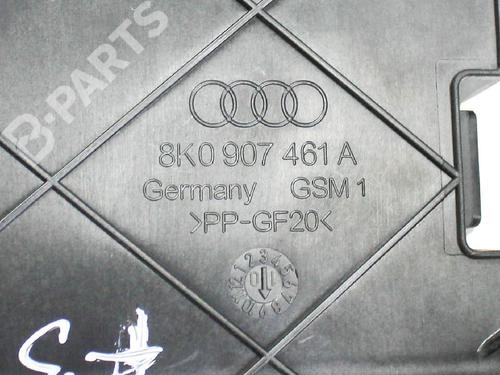 B-PARTS
8K0 907 461 A
Germany GSM 1
>PP-GF20<